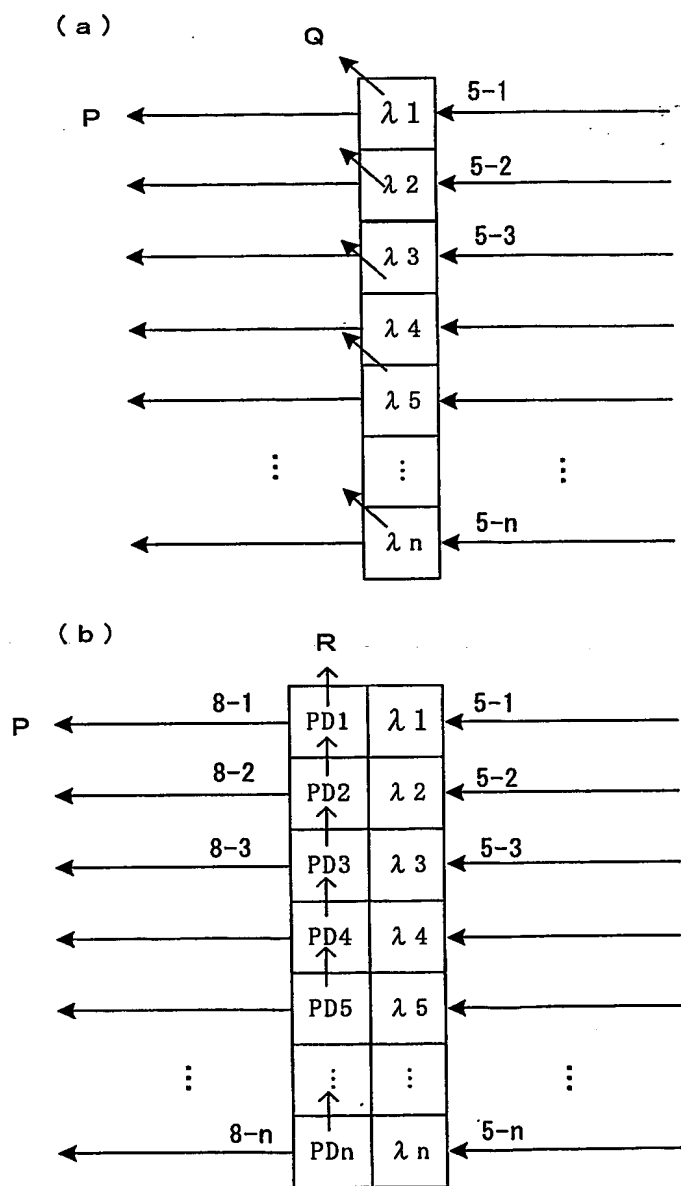 (a)
Q
P
λ1
5-1
λ2
5-2
λ3
5-3
λ4
λ5
⋮ ⋮ ⋮
λn
5-n
(b)
R
P
8-1
PD1 λ1
5-1
8-2
PD2 λ2
5-2
8-3
PD3 λ3
5-3
PD4 λ4
PD5 λ5
⋮ ⋮ ⋮ ⋮
8-n
PDn λn
5-n